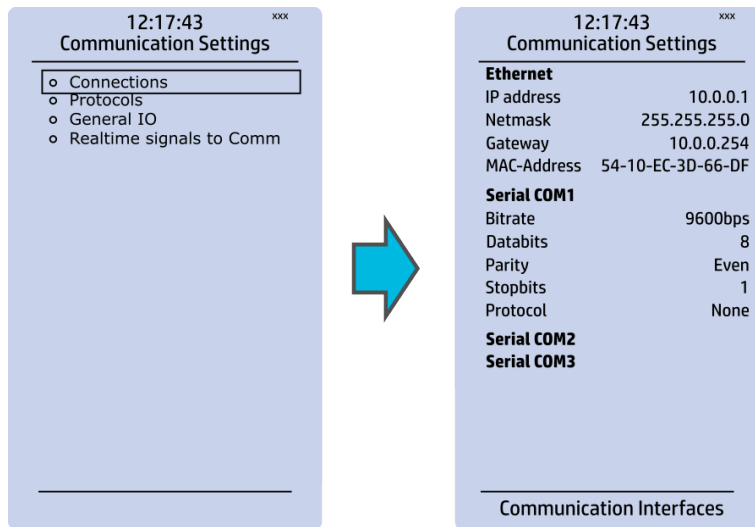 12:17:43 xxx
Communication Settings
Connections
Protocols
General IO
Realtime signals to Comm
12:17:43 xxx
Communication Settings
Ethernet
IP address 10.0.0.1
Netmask 255.255.255.0
Gateway 10.0.0.254
MAC-Address 54-10-EC-3D-66-DF
Serial COM1
Bitrate 9600bps
Databits 8
Parity Even
Stopbits 1
Protocol None
Serial COM2
Serial COM3
Communication Interfaces